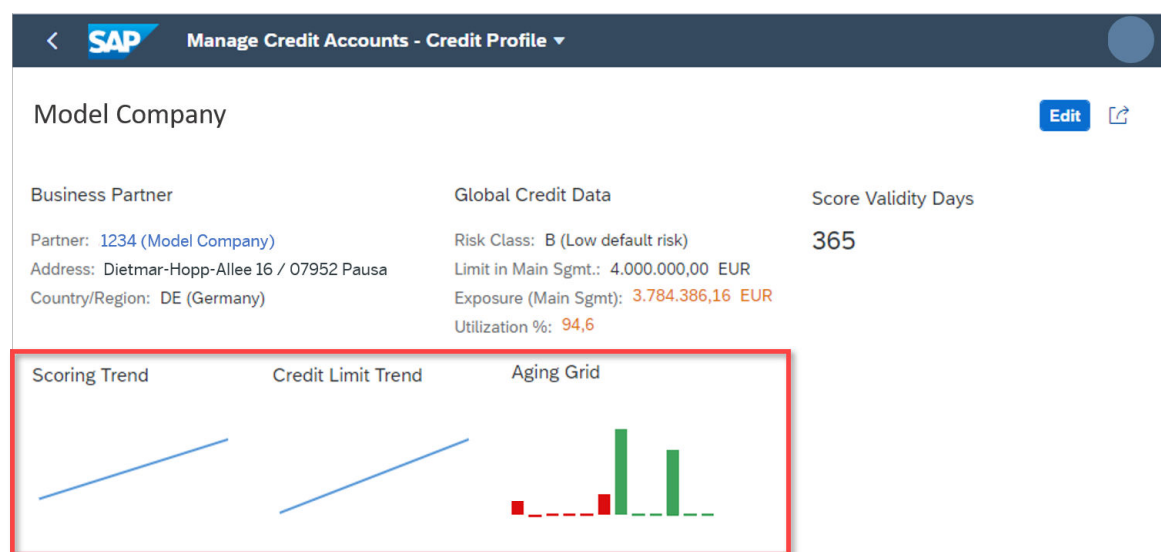 SAP Manage Credit Accounts - Credit Profile
Model Company
Edit
Business Partner
Partner: 1234 (Model Company)
Address: Dietmar-Hopp-Allee 16 / 07952 Pausa
Country/Region: DE (Germany)
Global Credit Data
Risk Class: B (Low default risk)
Limit in Main Sgmt.: 4.000.000,00 EUR
Exposure (Main Sgmt): 3.784.386,16 EUR
Utilization %: 94,6
Score Validity Days
365
Scoring Trend
Credit Limit Trend
Aging Grid